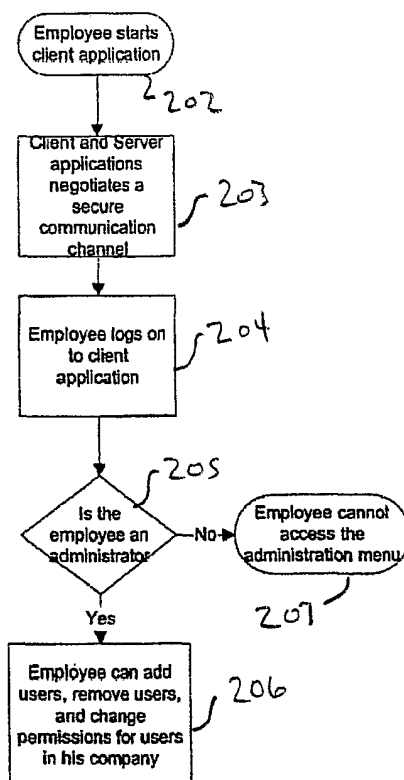 Employee starts
client application
202
Client and Server
applications
negotiates a
secure
communication
channel
203
Employee logs on
to client
application
204
205
Is the
employee an
administrator
No
Employee cannot
access the
administration menu
207
Yes
Employee can add
users, remove users,
and change
permissions for users
in his company
206